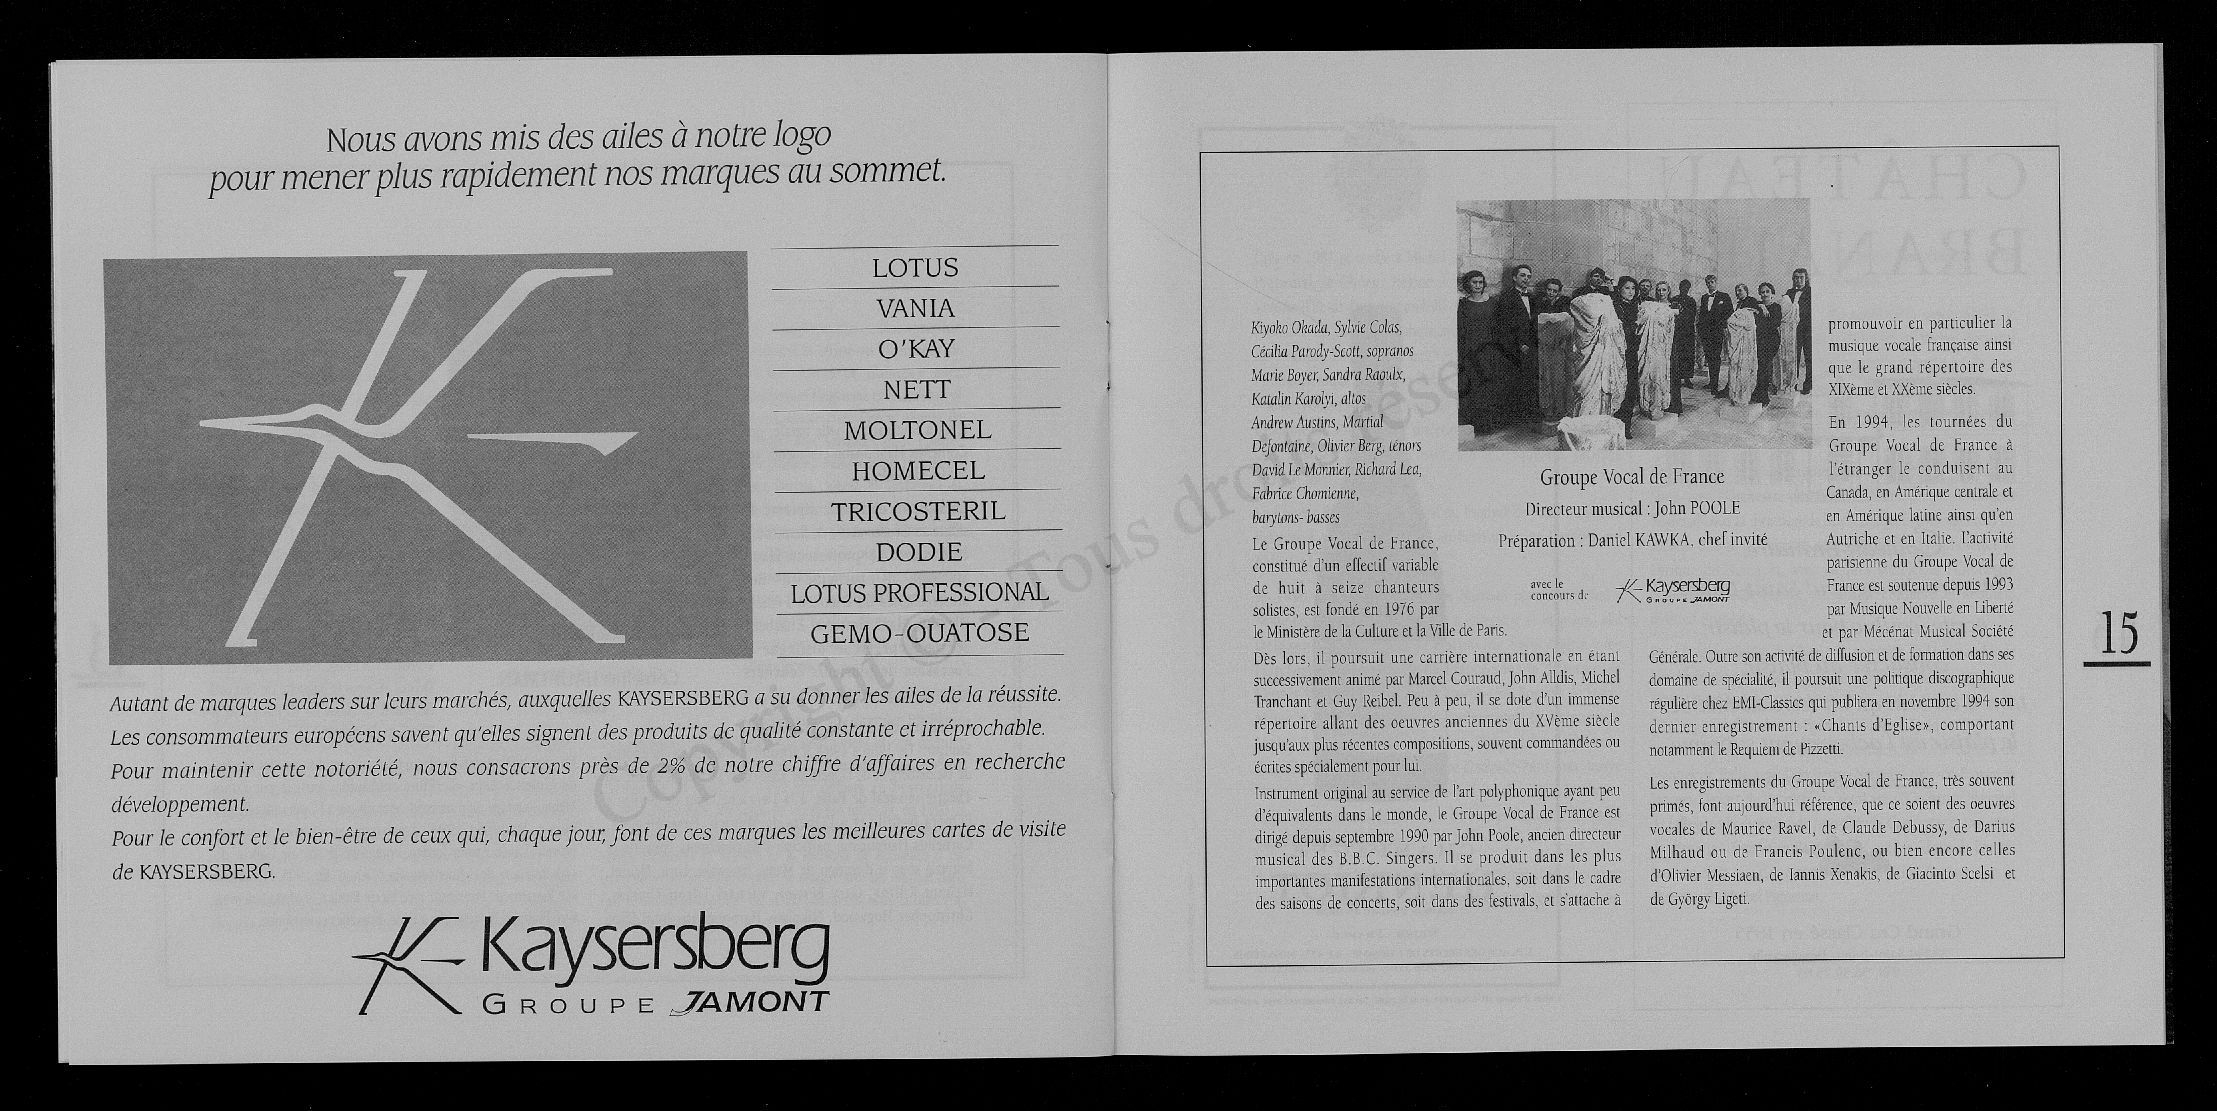 Nous avons mis des ailes à notre logo
pour mener plus rapidement nos marques au sommet.
LOTUS
VANIA
O'KAY
NETT
MOLTONEL
HOMECEL
TRICOSTERIL
DODIE
LOTUS PROFESSIONAL
GEMO-OUATOSE
Autant de marques leaders sur leurs marchés, auxquelles KAYSERSBERG a su donner les ailes de la réussite.
Les consommateurs européens savent qu'elles signent des produits de qualité constante et irréprochable.
Pour maintenir cette notoriété, nous consacrons près de 2% de notre chiffre d'affaires en recherche
développement.
Pour le confort et le bien-être de ceux qui, chaque jour, font de ces marques les meilleures cartes de visite
de KAYSERSBERG.
Kaysersberg
GROUPE JAMONT
Kiyoko Okada, Sylvie Colas,
Cécilia Parody-Scott, sopranos
Marie Boyer, Sandra Raoulx,
Katalin Karolyi, altos
Andrew Austins, Martial
Defontaine, Olivier Berg, ténors
David Le Monnier, Richard Lea,
Fabrice Chomienne,
barytons- basses
Le Groupe Vocal de France,
constitué d'un effectif variable
de huit à seize chanteurs
solistes, est fondé en 1976 par
le Ministère de la Culture et la Ville de Paris.
Dès lors, il poursuit une carrière internationale en étant
successivement animé par Marcel Couraud, John Alldis, Michel
Tranchant et Guy Reibel. Peu à peu, il se dote d'un immense
répertoire allant des oeuvres anciennes du XVème siècle
jusqu'aux plus récentes compositions, souvent commandées ou
écrites spécialement pour lui.
Instrument original au service de l'art polyphonique ayant peu
d'équivalents dans le monde, le Groupe Vocal de France est
dirigé depuis septembre 1990 par John Poole, ancien directeur
musical des B.B.C. Singers. Il se produit dans les plus
importantes manifestations internationales, soit dans le cadre
des saisons de concerts, soit dans des festivals, et s'attache à
Groupe Vocal de France
Directeur musical : John POOLE
Préparation : Daniel KAWKA, chef invité
avec le
concours de
Kaysersberg
GROUPE JAMONT
promouvoir en particulier la
musique vocale française ainsi
que le grand répertoire des
XIXème et XXème siècles.
En 1994, les tournées du
Groupe Vocal de France à
l'étranger le conduisent au
Canada, en Amérique centrale et
en Amérique latine ainsi qu'en
Autriche et en Italie. L'activité
parisienne du Groupe Vocal de
France est soutenue depuis 1993
par Musique Nouvelle en Liberté
et par Mécénat Musical Société
Générale. Outre son activité de diffusion et de formation dans ses
domaine de spécialité, il poursuit une politique discographique
régulière chez EMI-Classics qui publiera en novembre 1994 son
dernier enregistrement : «Chants d'Eglise», comportant
notamment le Requiem de Pizzetti.
Les enregistrements du Groupe Vocal de France, très souvent
primés, font aujourd'hui référence, que ce soient des oeuvres
vocales de Maurice Ravel, de Claude Debussy, de Darius
Milhaud ou de Francis Poulenc, ou bien encore celles
d'Olivier Messiaen, de Iannis Xenakis, de Giacinto Scelsi et
de György Ligeti.
15
Copyright © - Tous droits réserv